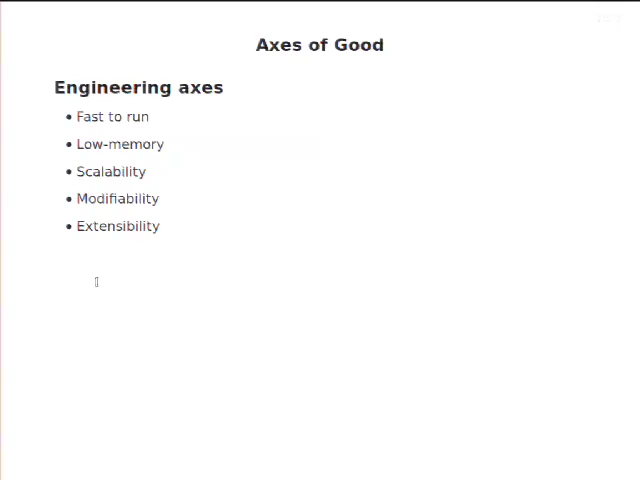 Axes of Good
Engineering axes
• Fast to run
• Low-memory
• Scalability
• Modifiability
• Extensibility